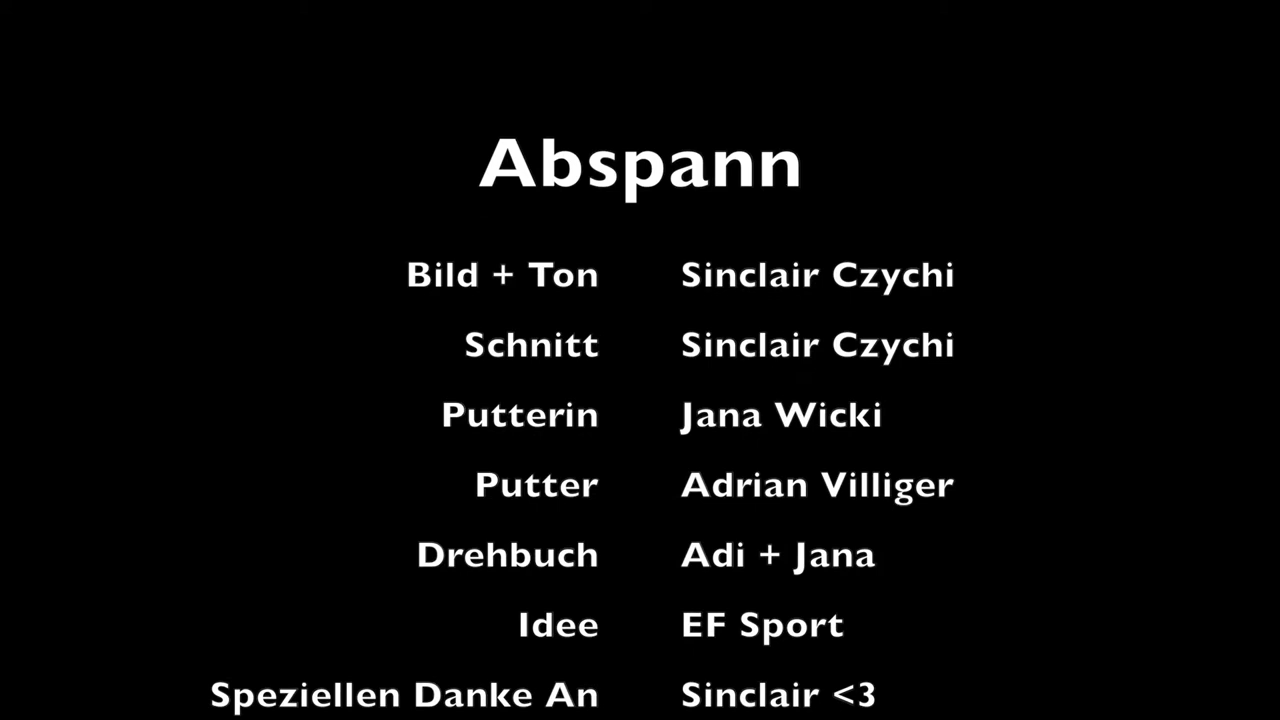 Abspann
Bild + Ton Sinclair Czychi
Schnitt Sinclair Czychi
Putterin Jana Wicki
Putter Adrian Villiger
Drehbuch Adi + Jana
Idee EF Sport
Speziellen Danke An Sinclair <3